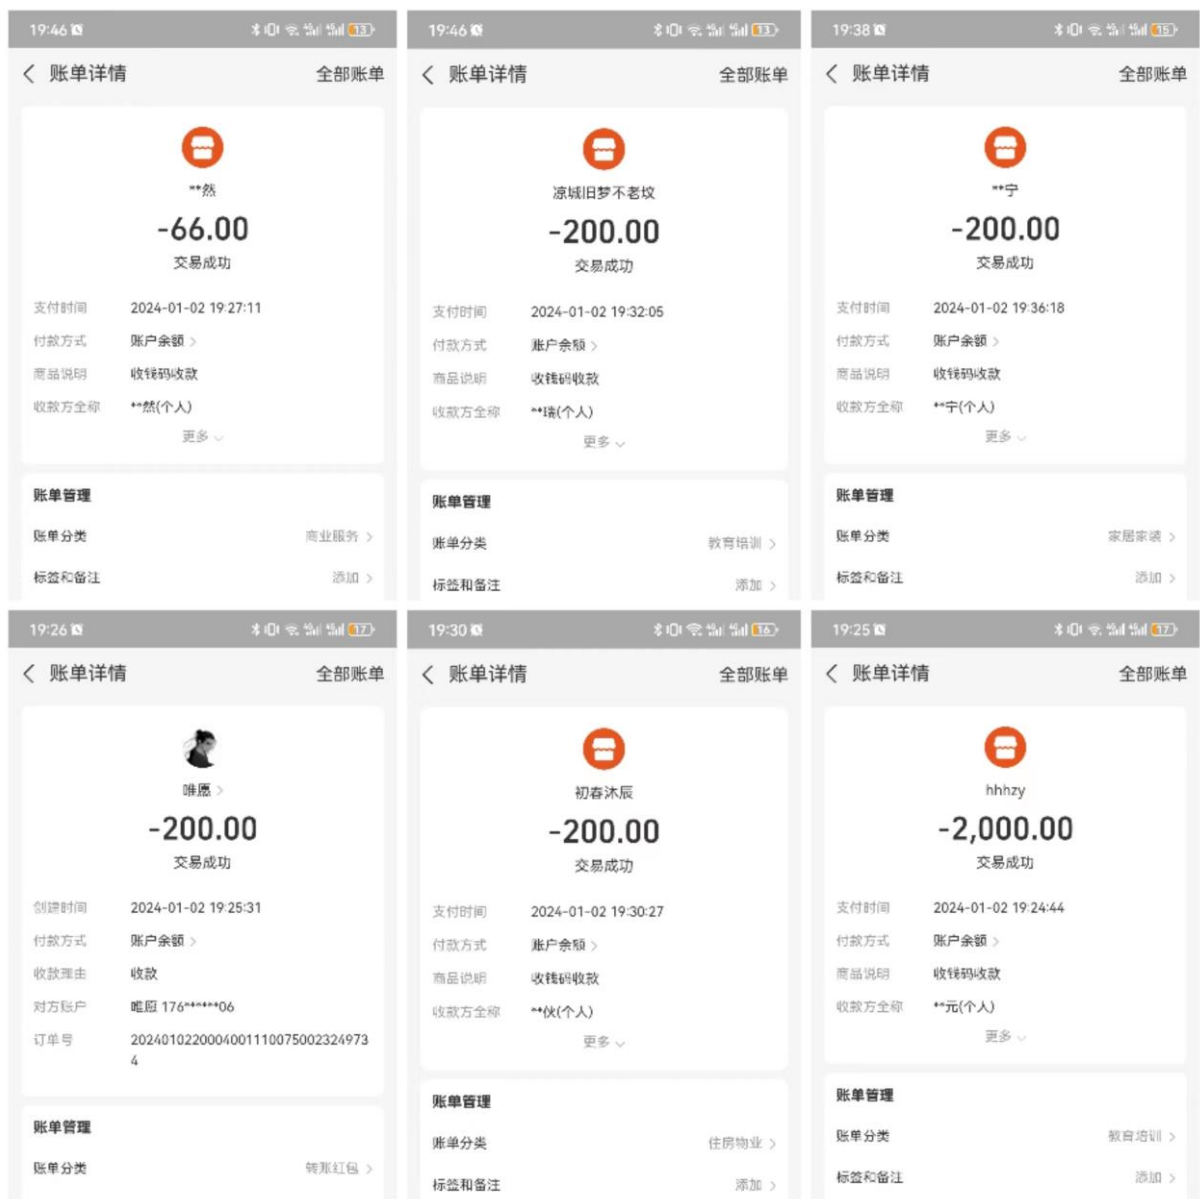 19:46
账单详情 全部账单
**然
-66.00
交易成功
支付时间 2024-01-02 19:27:11
付款方式 账户余额
商品说明 收钱码收款
收款方全称 **然(个人)
更多
账单管理
账单分类 商业服务
标签和备注 添加
19:46
账单详情 全部账单
凉城旧梦不老坟
-200.00
交易成功
支付时间 2024-01-02 19:32:05
付款方式 账户余额
商品说明 收钱码收款
收款方全称 **瑞(个人)
更多
账单管理
账单分类 教育培训
标签和备注 添加
19:38
账单详情 全部账单
**宁
-200.00
交易成功
支付时间 2024-01-02 19:36:18
付款方式 账户余额
商品说明 收钱码收款
收款方全称 **宁(个人)
更多
账单管理
账单分类 家居家装
标签和备注 添加
19:26
账单详情 全部账单
唯愿
-200.00
交易成功
创建时间 2024-01-02 19:25:31
付款方式 账户余额
收款理由 收款
对方账户 唯愿 176******06
订单号 2024010220004001110075002324973
4
账单管理
账单分类 转账红包
19:30
账单详情 全部账单
初春沐辰
-200.00
交易成功
支付时间 2024-01-02 19:30:27
付款方式 账户余额
商品说明 收钱码收款
收款方全称 **伙(个人)
更多
账单管理
账单分类 住房物业
标签和备注 添加
19:25
账单详情 全部账单
hhhzy
-2,000.00
交易成功
支付时间 2024-01-02 19:24:44
付款方式 账户余额
商品说明 收钱码收款
收款方全称 **元(个人)
更多
账单管理
账单分类 教育培训
标签和备注 添加